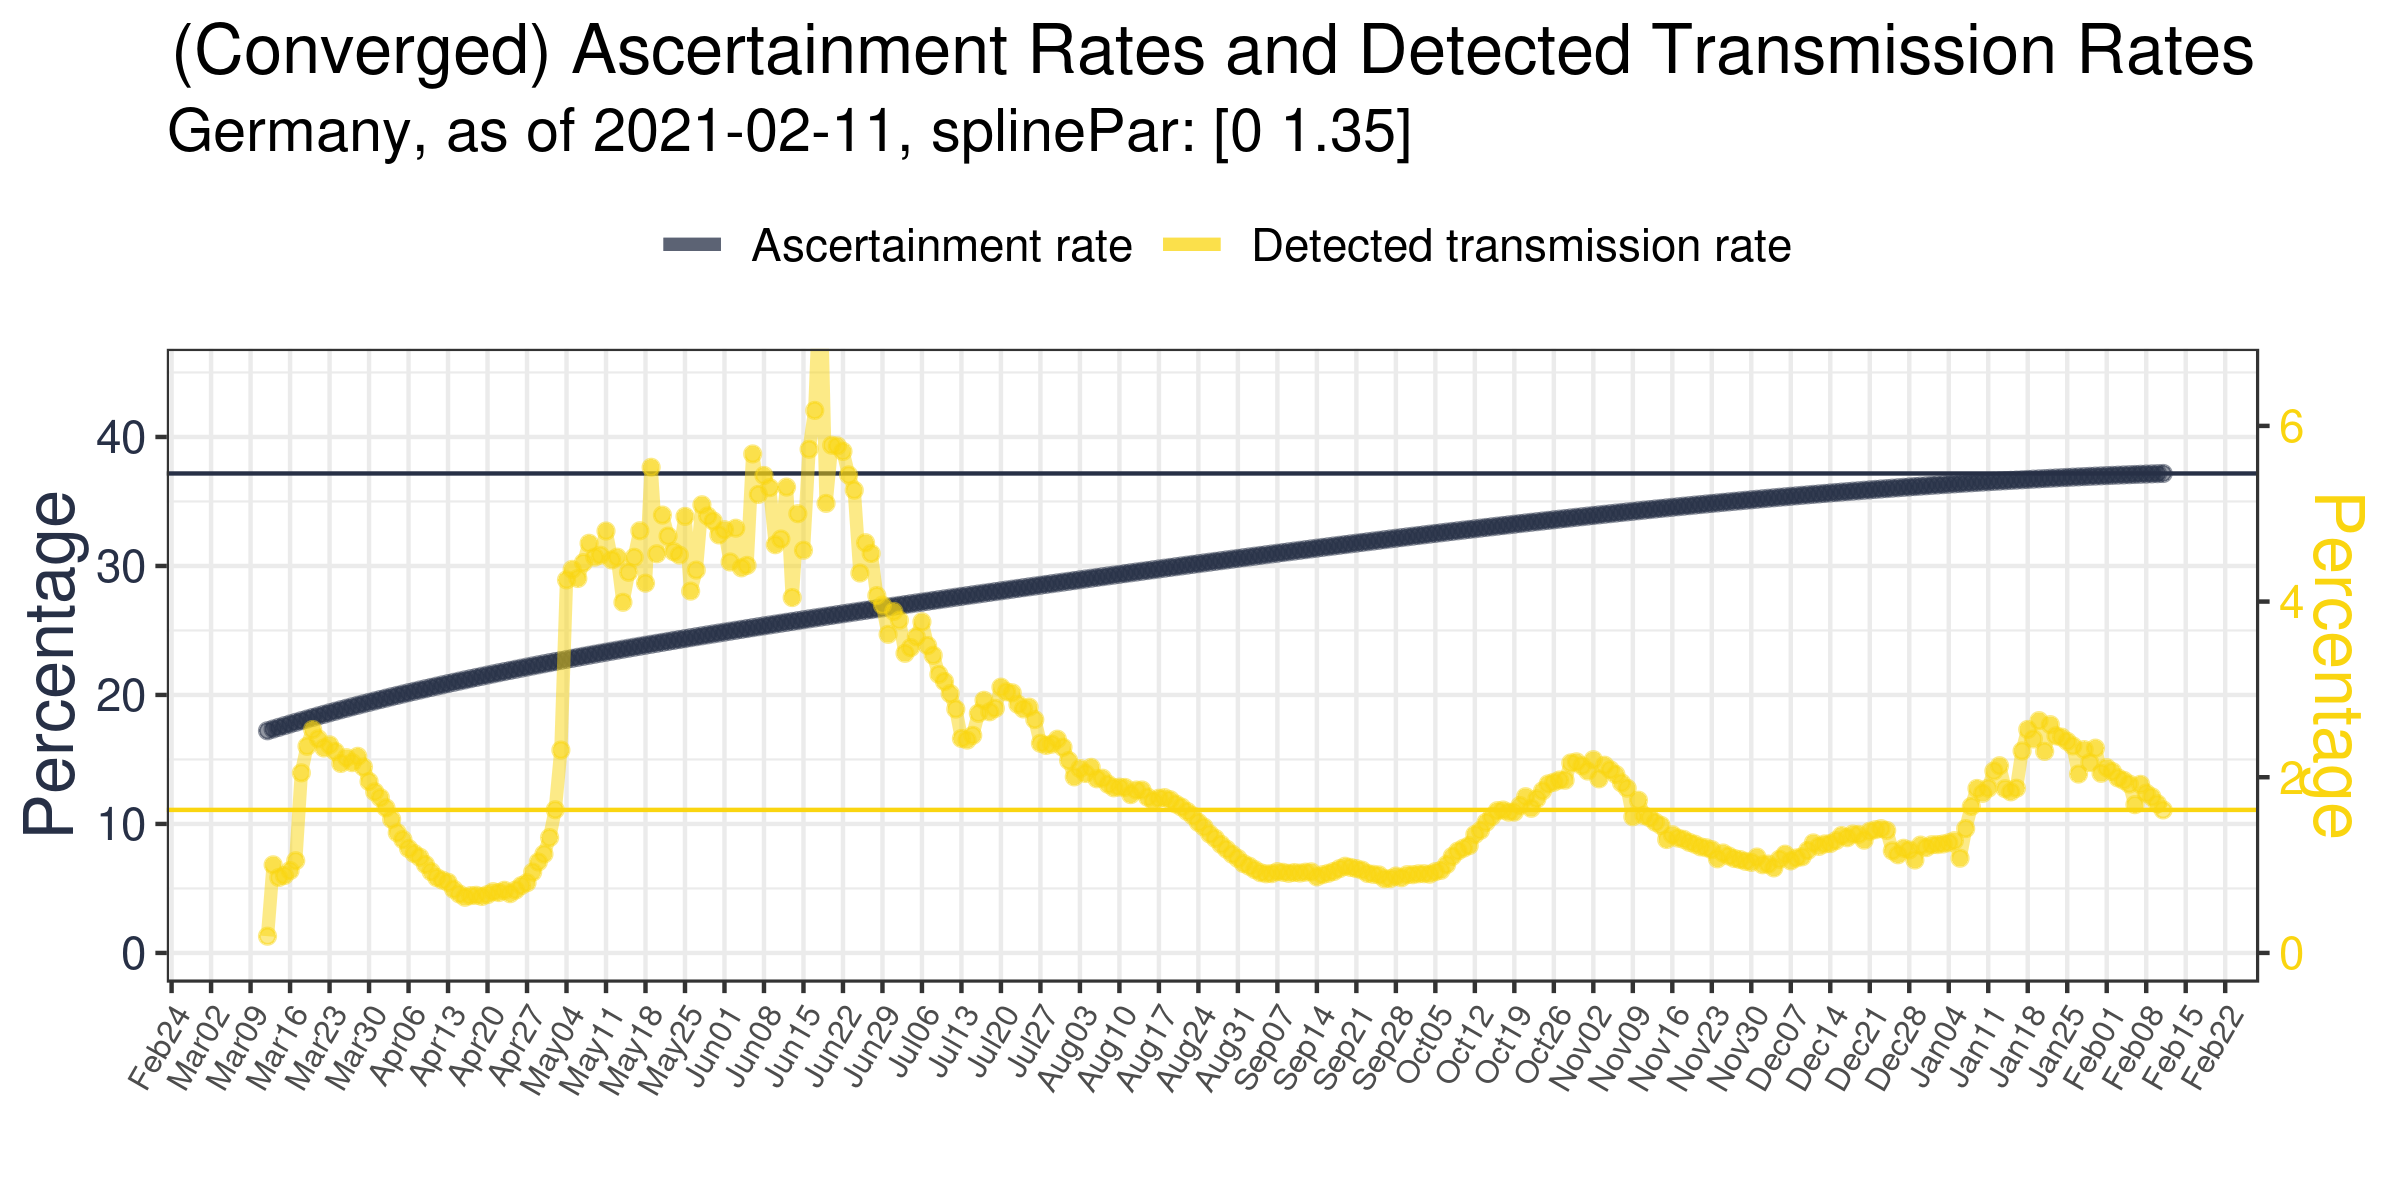 (Converged) Ascertainment Rates and Detected Transmission Rates
Germany, as of 2021-02-11, splinePar: [0 1.35]
Ascertainment rate Detected transmission rate
Percentage
40
30
20
10
0
6
4
2
0
Percentage
Feb24 Mar02 Mar09 Mar16 Mar23 Mar30 Apr06 Apr13 Apr20 Apr27 May04 May11 May18 May25 Jun01 Jun08 Jun15 Jun22 Jun29 Jul06 Jul13 Jul20 Jul27 Aug03 Aug10 Aug17 Aug24 Aug31 Sep07 Sep14 Sep21 Sep28 Oct05 Oct12 Oct19 Oct26 Nov02 Nov09 Nov16 Nov23 Nov30 Dec07 Dec14 Dec21 Dec28 Jan04 Jan11 Jan18 Jan25 Feb01 Feb08 Feb15 Feb22